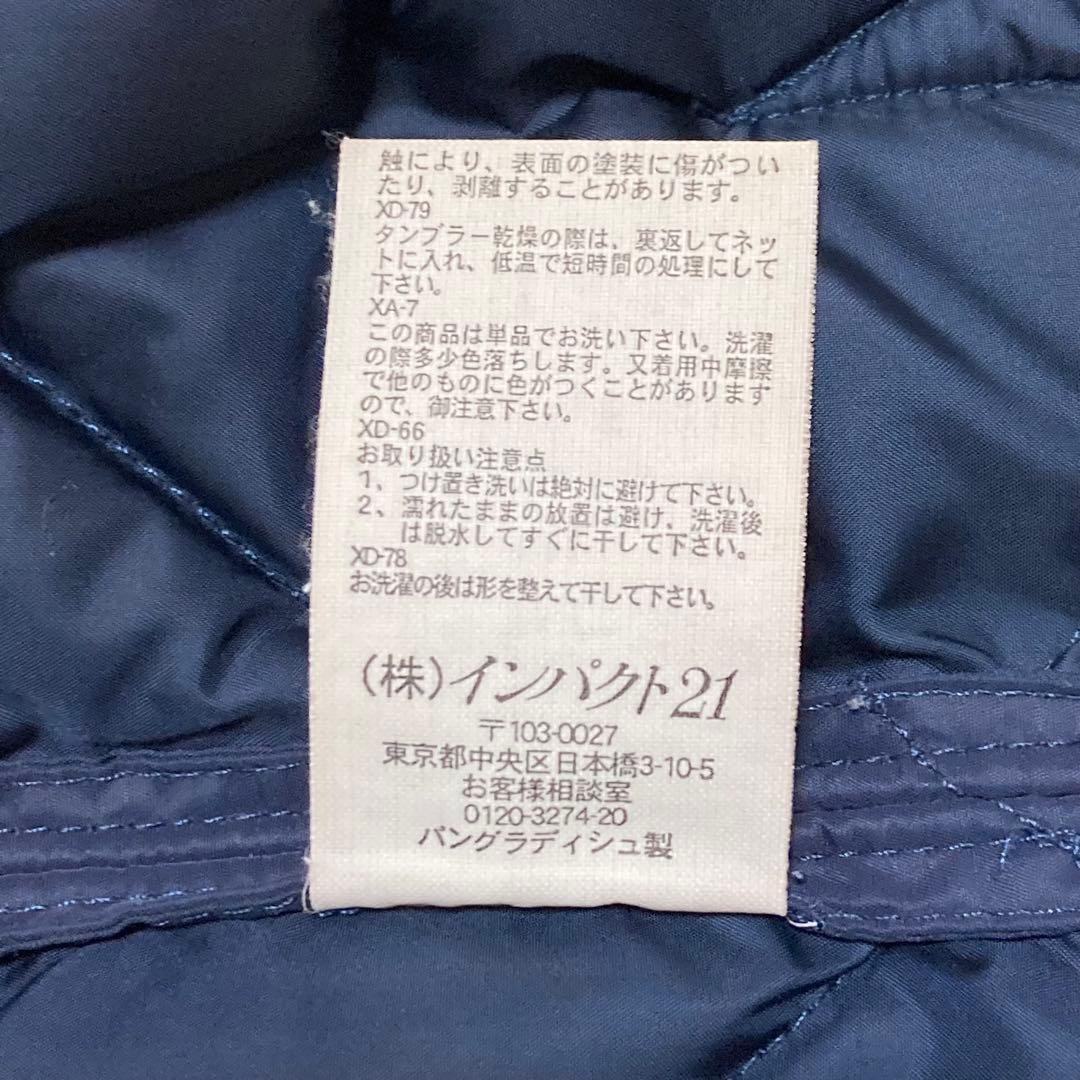 触により、表面の塗装に傷がつい
たり、剥離することがあります。
XD-79
タンブラー乾燥の際は、裏返してネッ
トに入れ、低温で短時間の処理にして
下さい。
XA-7
この商品は単品でお洗い下さい。洗濯
の際多少色落ちします。又着用中摩擦
で他のものに色がつくことがあります
ので、御注意下さい。
XD-66
お取り扱い注意点
1、つけ置き洗いは絶対に避けて下さい。
2、濡れたままの放置は避け、洗濯後
は脱水してすぐに干して下さい。
XD-78
お洗濯の後は形を整えて干して下さい。
(株)インパクト21
〒103-0027
東京都中央区日本橋3-10-5
お客様相談室
0120-3274-20
バングラディシュ製